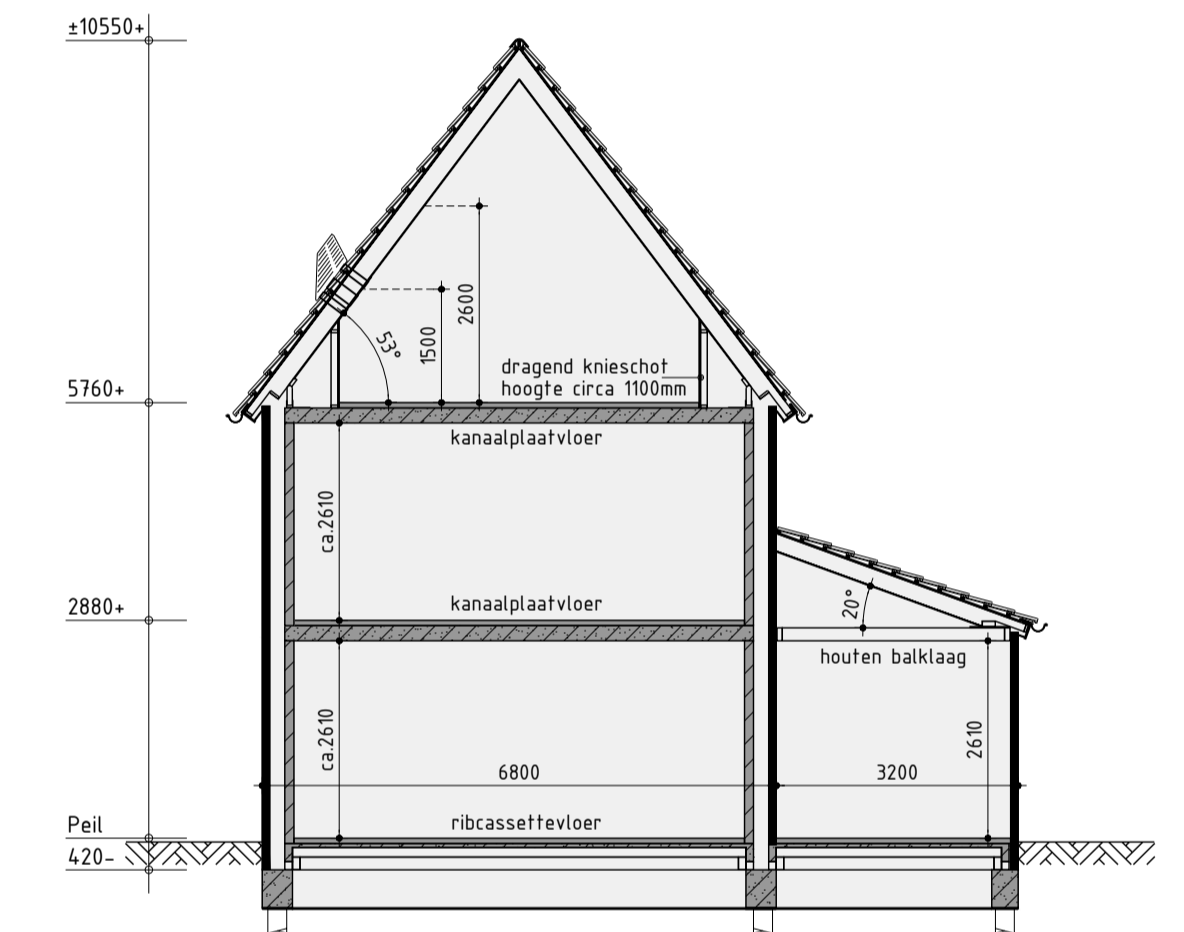 ±10550+
2600
53°
1500
dragend knieschot
hoogte circa 1100mm
5760+
kanaalplaatvloer
ca.2610
kanaalplaatvloer
2880+
20°
houten balklaag
ca.2610
2610
6800
3200
ribcassettevloer
Peil
420-